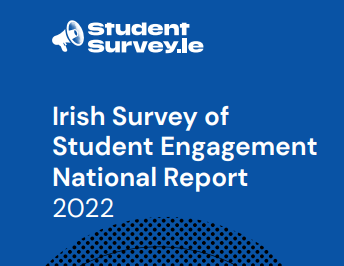 Student
Survey.ie
Irish Survey of
Student Engagement
National Report
2022